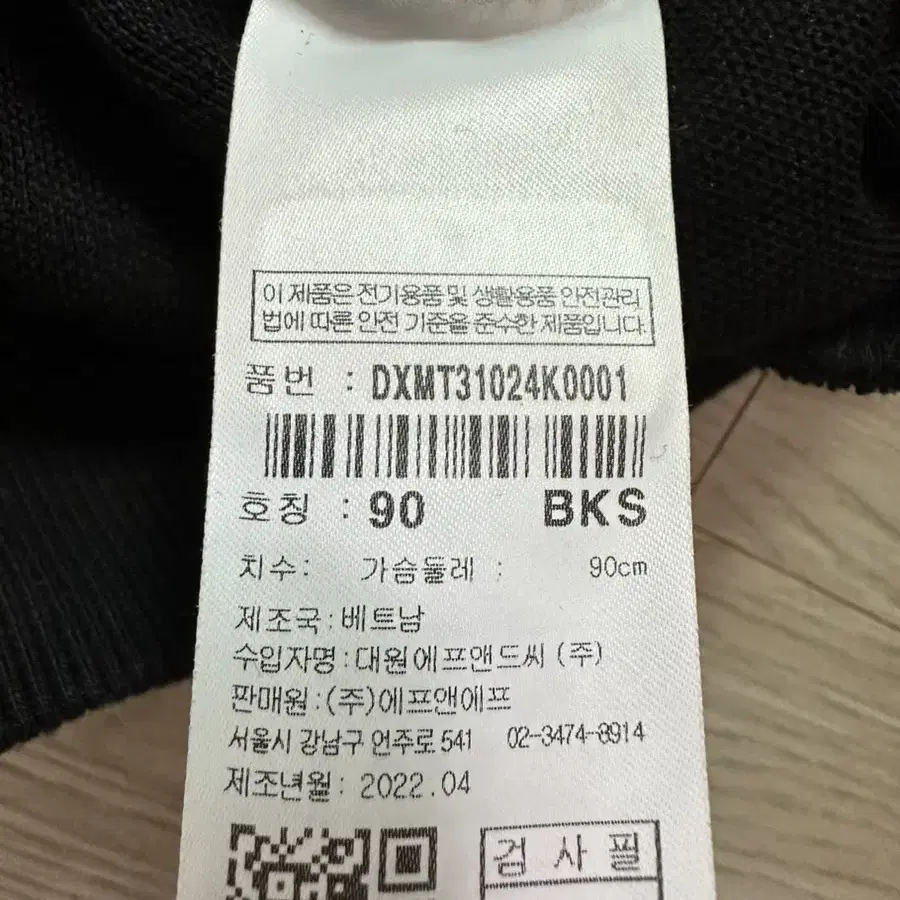 이 제품은 전기용품 및 생활용품 안전관리
법에 따른 안전 기준을 준수한 제품입니다.
품번 : DXMT31024K0001
호칭 : 90 BKS
치수: 가슴둘레 : 90cm
제조국:베트남
수입자명:대원에프앤드씨 (주)
판매원:(주)에프앤에프
서울시 강남구 언주로 541 02-3474-8914
제조년월: 2022.04
검 사 필